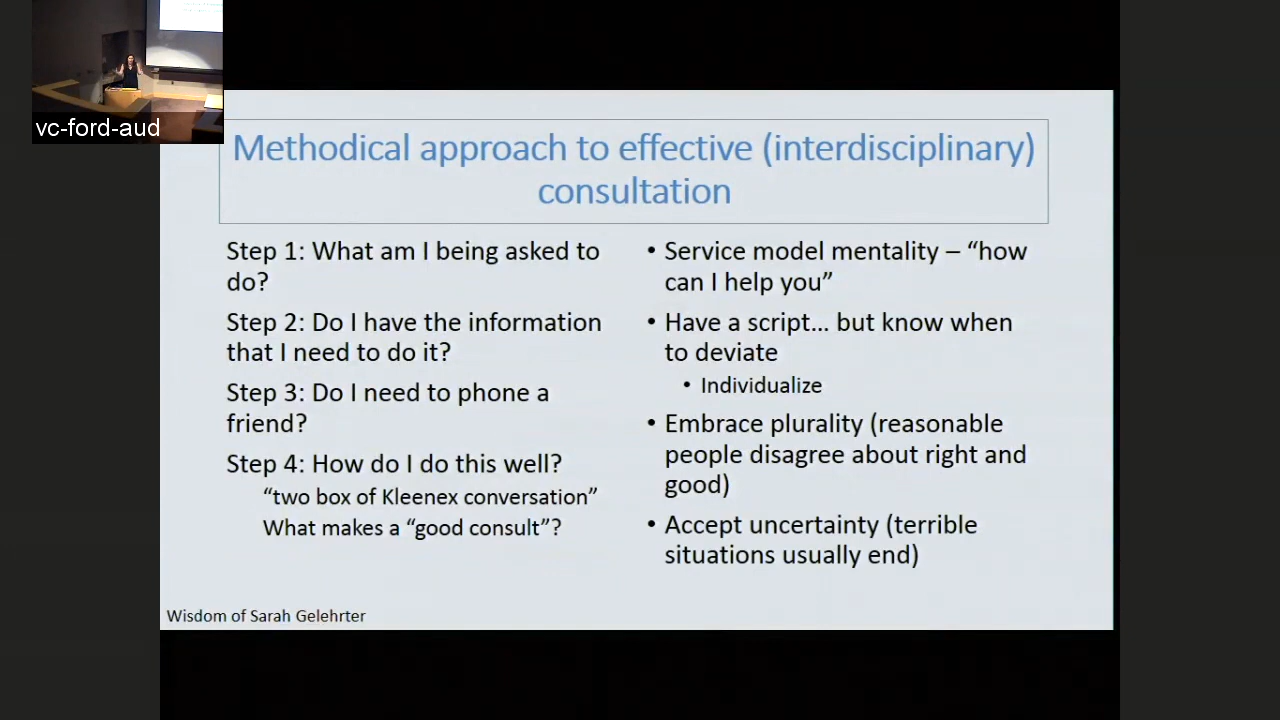 vc-ford-aud
Methodical approach to effective (interdisciplinary)
consultation
Step 1: What am I being asked to
do?
Step 2: Do I have the information
that I need to do it?
Step 3: Do I need to phone a
friend?
Step 4: How do I do this well?
“two box of Kleenex conversation”
What makes a “good consult”?
• Service model mentality – “how
can I help you”
• Have a script… but know when
to deviate
• Individualize
• Embrace plurality (reasonable
people disagree about right and
good)
• Accept uncertainty (terrible
situations usually end)
Wisdom of Sarah Gelehrter